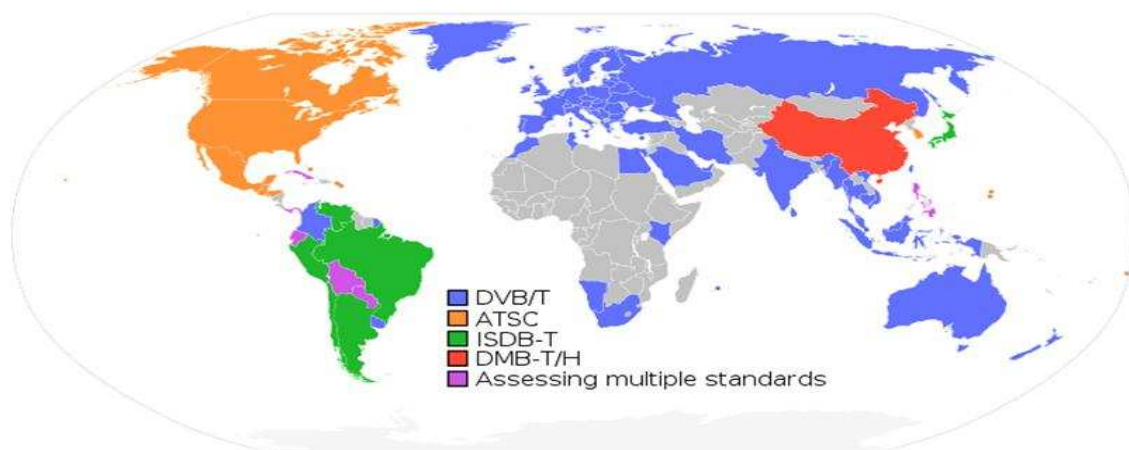 DVB/T
ATSC
ISDB-T
DMB-T/H
Assessing multiple standards